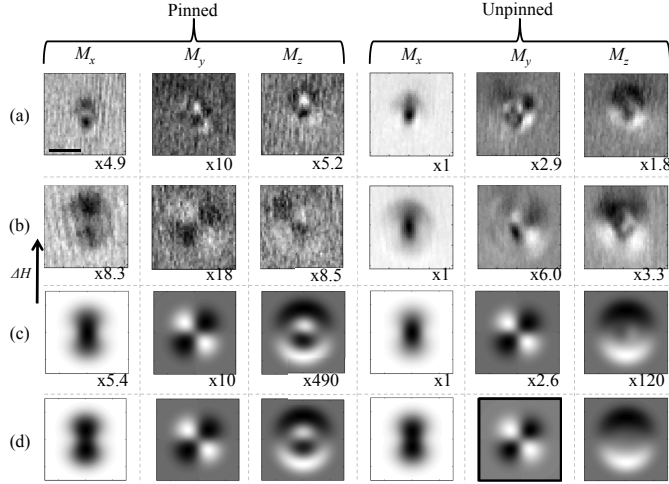 Pinned Unpinned
Mx My Mz Mx My Mz
(a)
x4.9 x10 x5.2 x1 x2.9 x1.8
(b)
x8.3 x18 x8.5 x1 x6.0 x3.3
ΔH
(c)
x5.4 x10 x490 x1 x2.6 x120
(d)